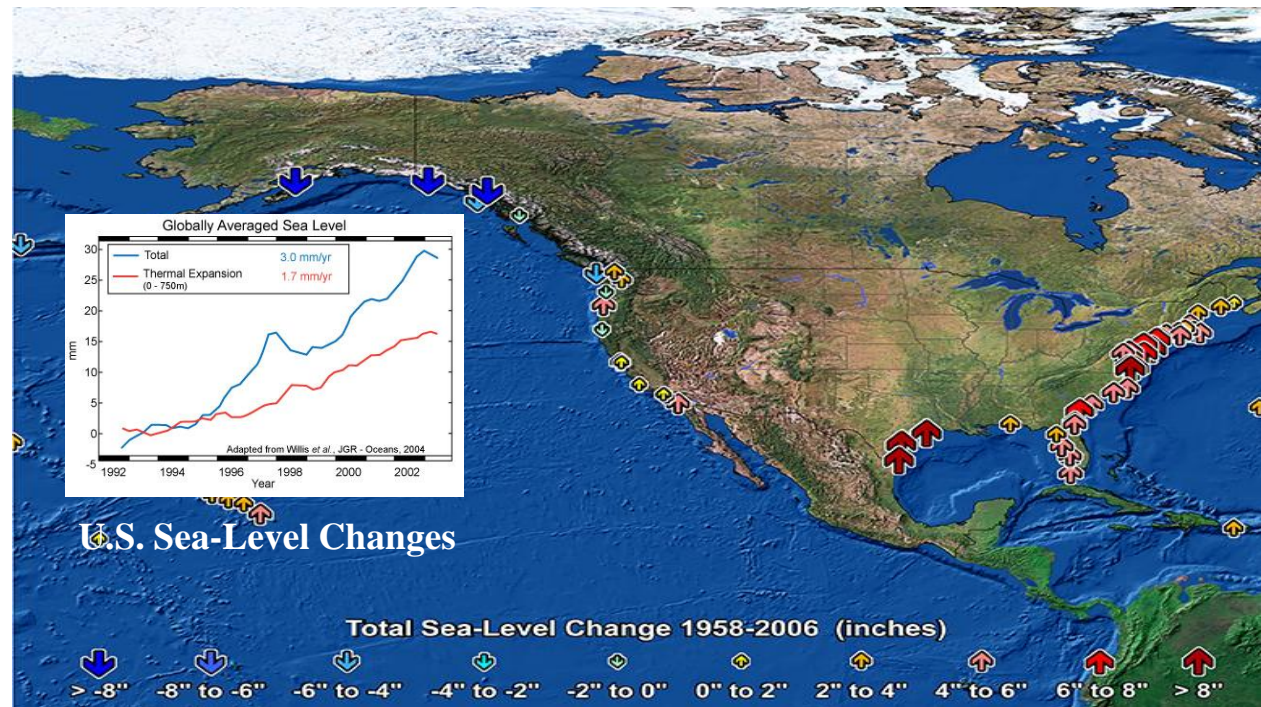 Globally Averaged Sea Level
Total 3.0 mm/yr
Thermal Expansion 1.7 mm/yr
(0 - 750m)
30
25
20
15
10
5
0
-5
mm
Adapted from Willis et al., JGR - Oceans, 2004
1992 1994 1996 1998 2000 2002
Year
U.S. Sea-Level Changes
Total Sea-Level Change 1958-2006 (inches)
> -8" -8" to -6" -6" to -4" -4" to -2" -2" to 0" 0" to 2" 2" to 4" 4" to 6" 6" to 8" > 8"